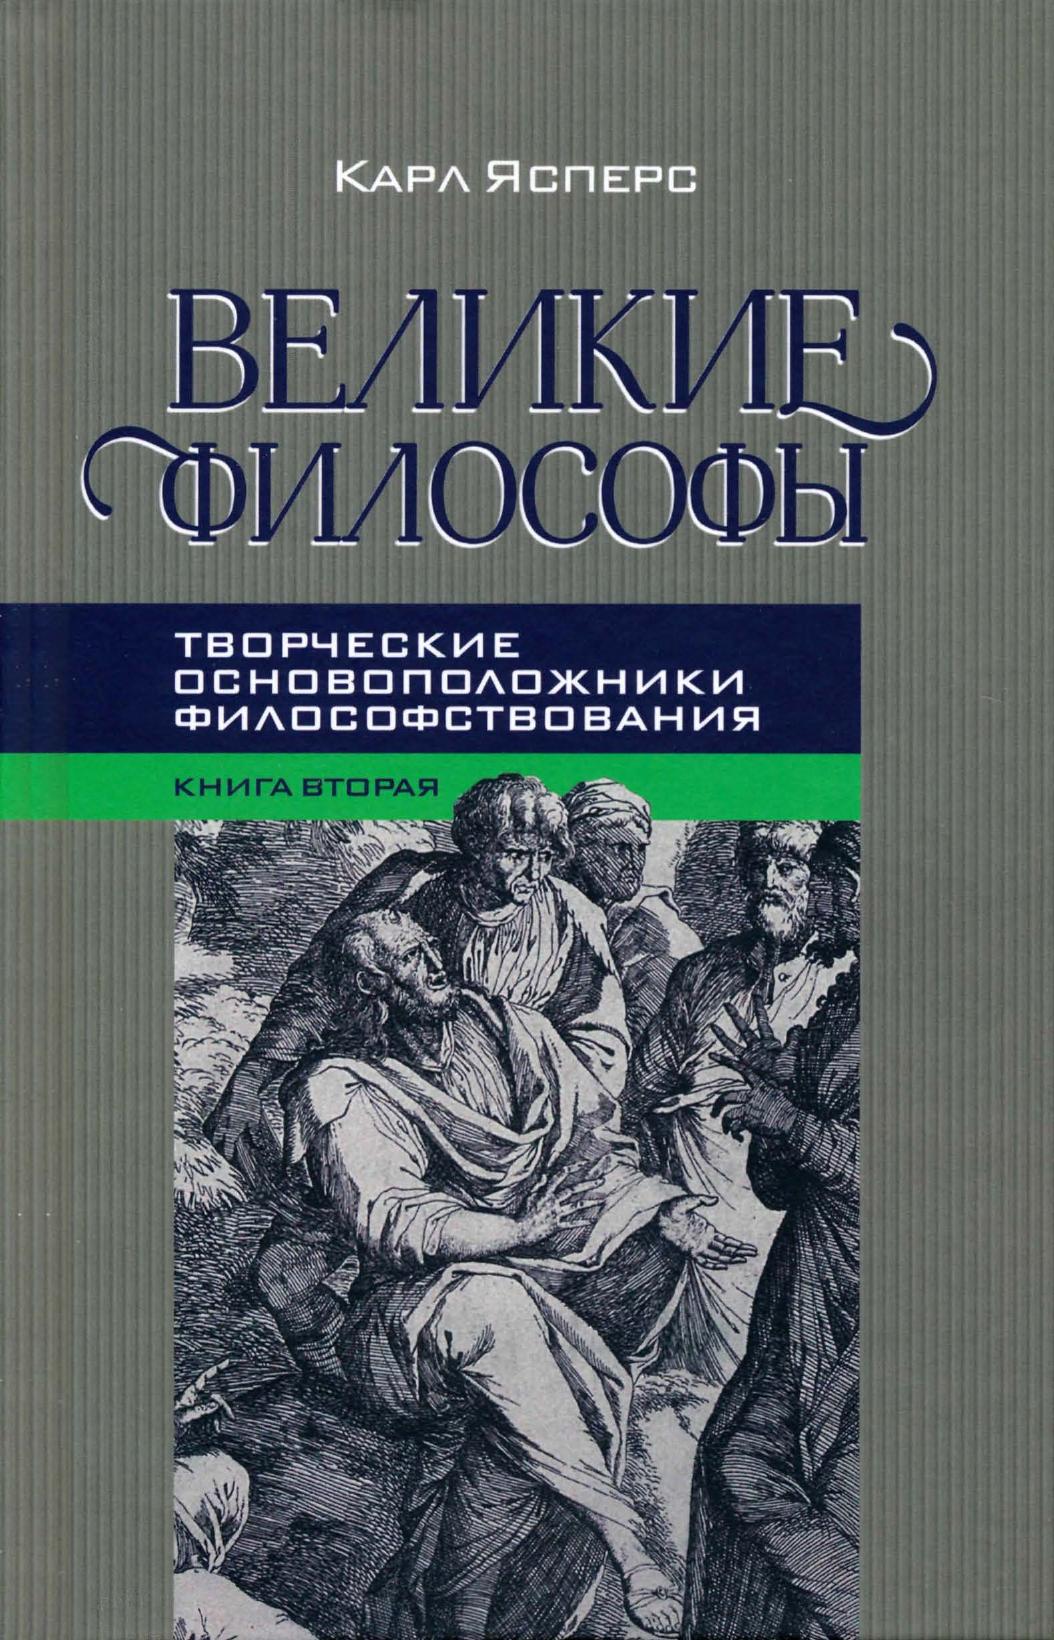 Карл Ясперс
ВЕЛИКИЕ
ФИЛОСОФЫ
ТВОРЧЕСКИЕ
ОСНОВОПОЛОЖНИКИ
ФИЛОСОФСТВОВАНИЯ
КНИГА ВТОРАЯ